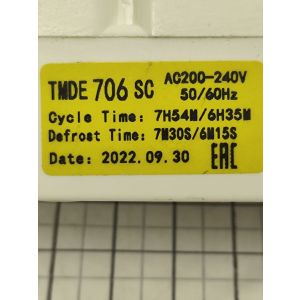 TMDE 706 SC AC200-240V
50/60Hz
Cycle Time: 7H54M/6H35M
Defrost Time: 7M30S/6M15S
Date: 2022.09.30 EAC